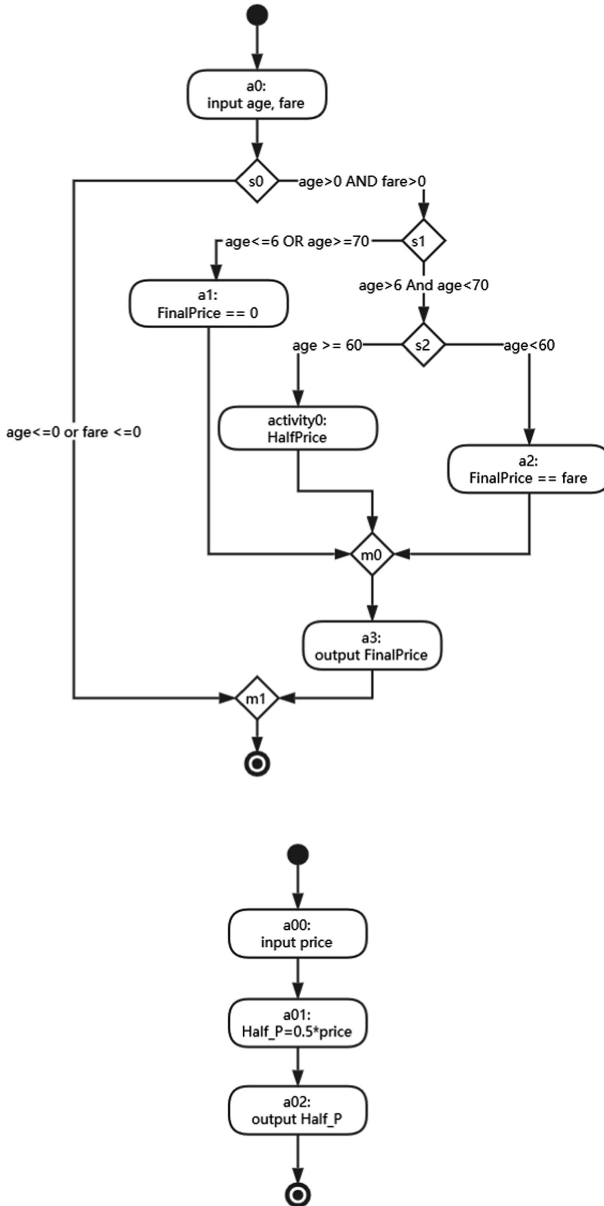 a0:
input age, fare
s0
age>0 AND fare>0
s1
age<=6 OR age>=70
age>6 And age<70
a1:
FinalPrice == 0
s2
age >= 60
age<60
activity0:
HalfPrice
age<=0 or fare <=0
a2:
FinalPrice == fare
m0
a3:
output FinalPrice
m1
a00:
input price
a01:
Half_P=0.5*price
a02:
output Half_P